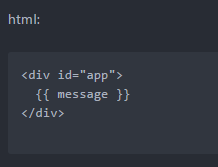 html:
<div id="app">
  {{ message }}
</div>